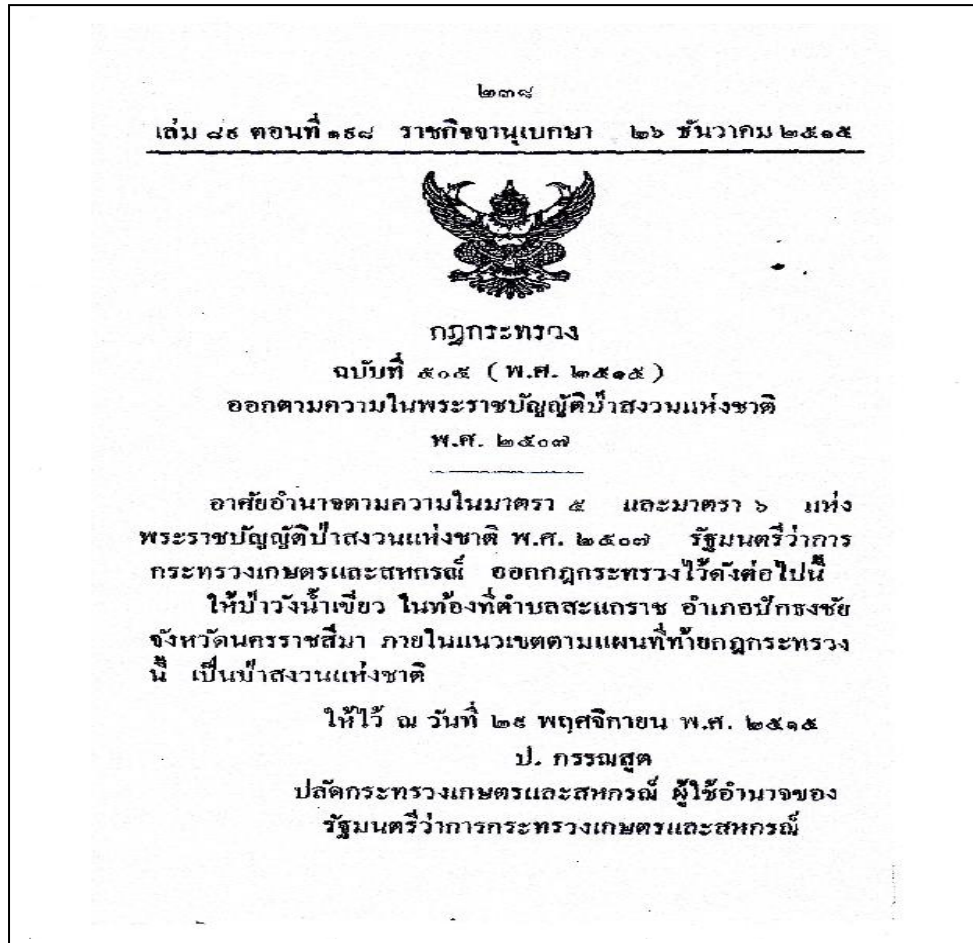 ๒๓๘
เล่ม ๘๙ ตอนที่ ๑๙๘ ราชกิจจานุเบกษา ๒๖ ธันวาคม ๒๕๑๕
กฎกระทรวง
ฉบับที่ ๕๐๕ (พ.ศ. ๒๕๑๕)
ออกตามความในพระราชบัญญัติป่าสงวนแห่งชาติ
พ.ศ. ๒๕๐๗
อาศัยอำนาจตามความในมาตรา ๕ และมาตรา ๖ แห่ง
พระราชบัญญัติป่าสงวนแห่งชาติ พ.ศ. ๒๕๐๗ รัฐมนตรีว่าการ
กระทรวงเกษตรและสหกรณ์ ออกกฎกระทรวงไว้ดังต่อไปนี้
ให้ป่าวังน้ำเขียว ในท้องที่ตำบลสะแกราช อำเภอปักธงชัย
จังหวัดนครราชสีมา ภายในแนวเขตตามแผนที่ท้ายกฎกระทรวง
นี้ เป็นป่าสงวนแห่งชาติ
ให้ไว้ ณ วันที่ ๒๙ พฤศจิกายน พ.ศ. ๒๕๑๕
ป. กรรณสูต
ปลัดกระทรวงเกษตรและสหกรณ์ ผู้ใช้อำนาจของ
รัฐมนตรีว่าการกระทรวงเกษตรและสหกรณ์